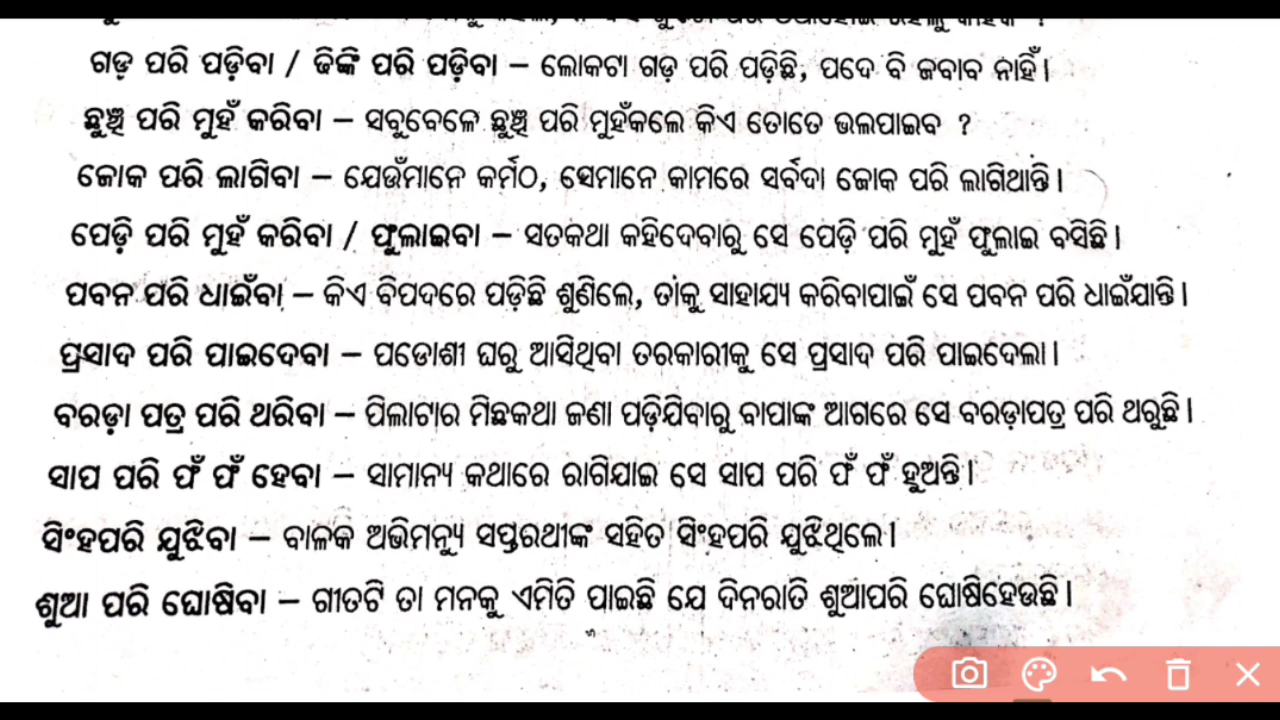 ଗଡ଼ ପରି ପଡ଼ିବା / ଢିଙ୍କି ପରି ପଡ଼ିବା – ଲୋକଟା ଗଡ଼ ପରି ପଡ଼ିଛି, ପଦେ ବି ଜବାବ ନାହିଁ।
ଛୁଞ୍ଚି ପରି ମୁହଁ କରିବା – ସବୁବେଳେ ଛୁଞ୍ଚି ପରି ମୁହଁକଲେ କିଏ ତୋତେ ଭଲପାଇବ ?
ଜୋକ ପରି ଲାଗିବା – ଯେଉଁମାନେ କର୍ମଠ, ସେମାନେ କାମରେ ସର୍ବଦା ଜୋକ ପରି ଲାଗିଥାନ୍ତି।
ପେଡ଼ି ପରି ମୁହଁ କରିବା / ଫୁଲାଇବା – ସତକଥା କହିଦେବାରୁ ସେ ପେଡ଼ି ପରି ମୁହଁ ଫୁଲାଇ ବସିଛି।
ପବନ ପରି ଧାଇଁବା – କିଏ ବିପଦରେ ପଡ଼ିଛି ଶୁଣିଲେ, ତାଁକୁ ସାହାଯ୍ୟ କରିବାପାଇଁ ସେ ପବନ ପରି ଧାଇଁଯାନ୍ତି।
ପ୍ରସାଦ ପରି ପାଇଦେବା – ପଡୋଶୀ ଘରୁ ଆସିଥିବା ତରକାରୀକୁ ସେ ପ୍ରସାଦ ପରି ପାଇଦେଲା।
ବରଡ଼ା ପତ୍ର ପରି ଥରିବା – ପିଲାଟାର ମିଛକଥା ଜଣା ପଡ଼ିଯିବାରୁ ବାପାଙ୍କ ଆଗରେ ସେ ବରଡ଼ାପତ୍ର ପରି ଥରୁଛି।
ସାପ ପରି ଫଁ ଫଁ ହେବା – ସାମାନ୍ୟ କଥାରେ ରାଗିଯାଇ ସେ ସାପ ପରି ଫଁ ଫଁ ହୁଅନ୍ତି।
ସିଂହପରି ଯୁଝିବା – ବାଳକ ଅଭିମନ୍ୟୁ ସପ୍ତରଥୀଙ୍କ ସହିତ ସିଂହପରି ଯୁଝିଥିଲେ।
ଶୁଆ ପରି ଘୋଷିବା – ଗୀତଟି ତା ମନକୁ ଏମିତି ପାଇଛି ଯେ ଦିନରାତି ଶୁଆପରି ଘୋଷିହେଉଛି।